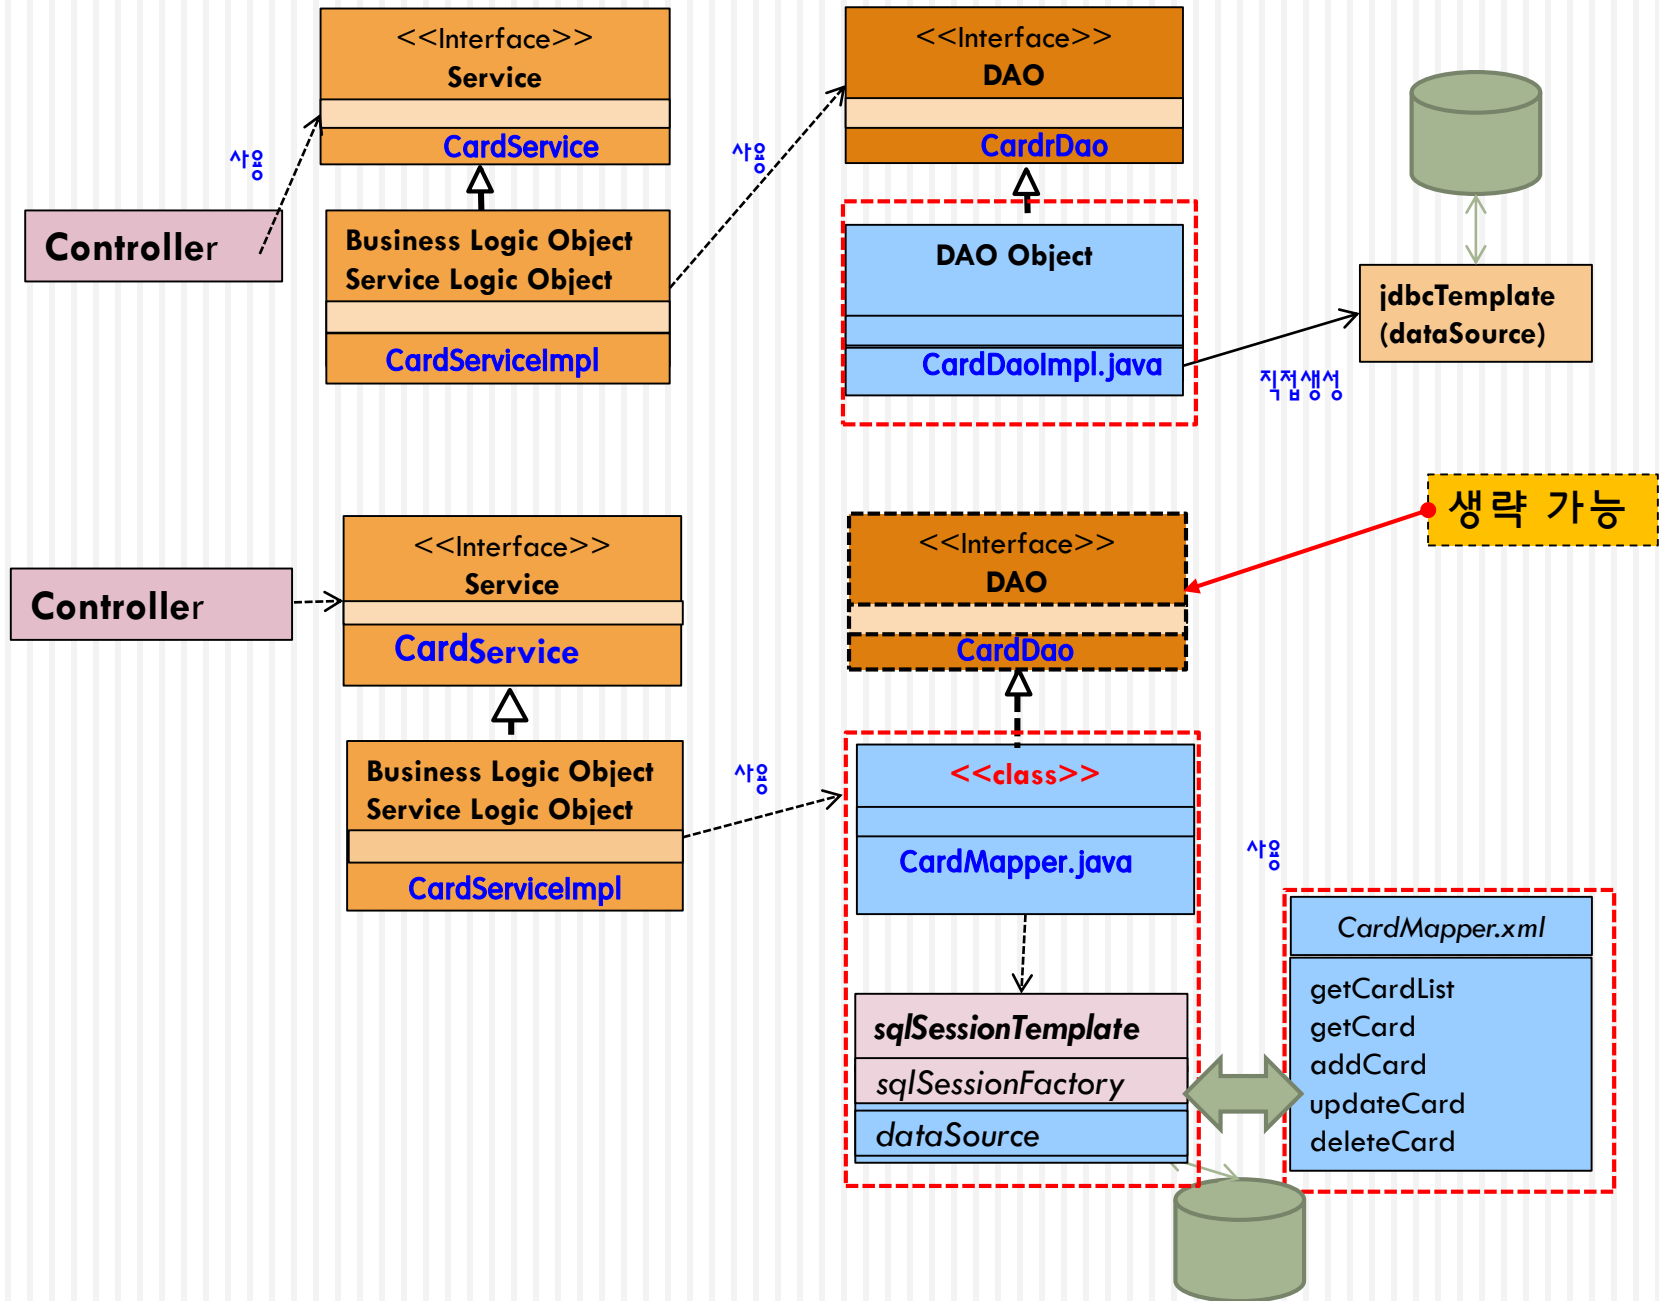 <<Interface>>
Service
CardService
<<Interface>>
DAO
CardrDao
사용
사용
Controller
Business Logic Object
Service Logic Object
CardServiceImpl
DAO Object
CardDaoImpl.java
jdbcTemplate
(dataSource)
직접생성
생략 가능
<<Interface>>
Service
CardService
<<Interface>>
DAO
CardDao
Controller
Business Logic Object
Service Logic Object
CardServiceImpl
사용
<<class>>
CardMapper.java
사용
sqlSessionTemplate
sqlSessionFactory
dataSource
CardMapper.xml
getCardList
getCard
addCard
updateCard
deleteCard